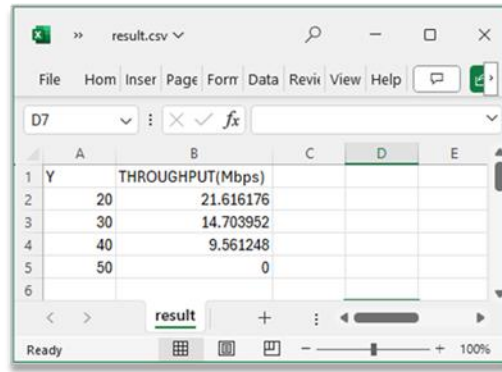 » result.csv
File Hom Inser Page Forr Data Revie View Help
D7 fx
A B C D E
1 Y THROUGHPUT(Mbps)
2 20 21.616176
3 30 14.703952
4 40 9.561248
5 50 0
6
result +
Ready - + 100%